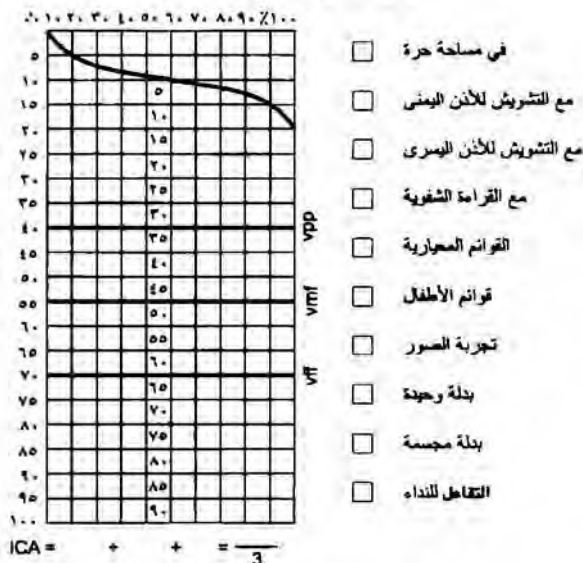 ٪٠ ١٠ ٢٠ ٣٠ ٤٠ ٥٠ ٦٠ ٧٠ ٨٠ ٩٠ ٪١٠٠
٥
١٠
١٥
٢٠
٢٥
٣٠
٣٥
٤٠
٤٥
٥٠
٥٥
٦٠
٦٥
٧٠
٧٥
٨٠
٨٥
٩٠
٩٥
١٠٠
٥
١٠
١٥
٢٠
٢٥
٣٠
٣٥
٤٠
٤٥
٥٠
٥٥
٦٠
٦٥
٧٠
٧٥
٨٠
٨٥
٩٠
vpp
vmf
vff
ICA = + + = 3
في مساحة حرة
مع التشويش للأذن اليمنى
مع التشويش للأذن اليسرى
مع القراءة الشفوية
القوائم المعيارية
قوائم الأطفال
تجربة الصور
بدلة وحيدة
بدلة مجسمة
التفاعل للنداء